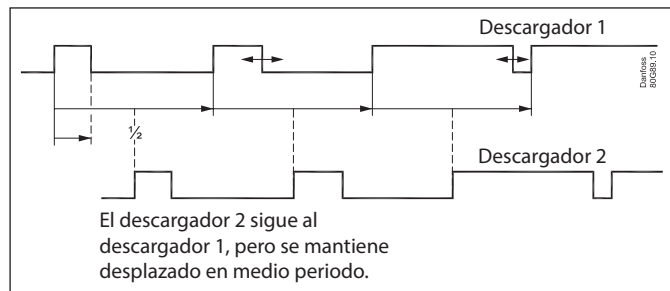 Descargador 1
Danfoss
80G89.10
½
Descargador 2
El descargador 2 sigue al
descargador 1, pero se mantiene
desplazado en medio periodo.